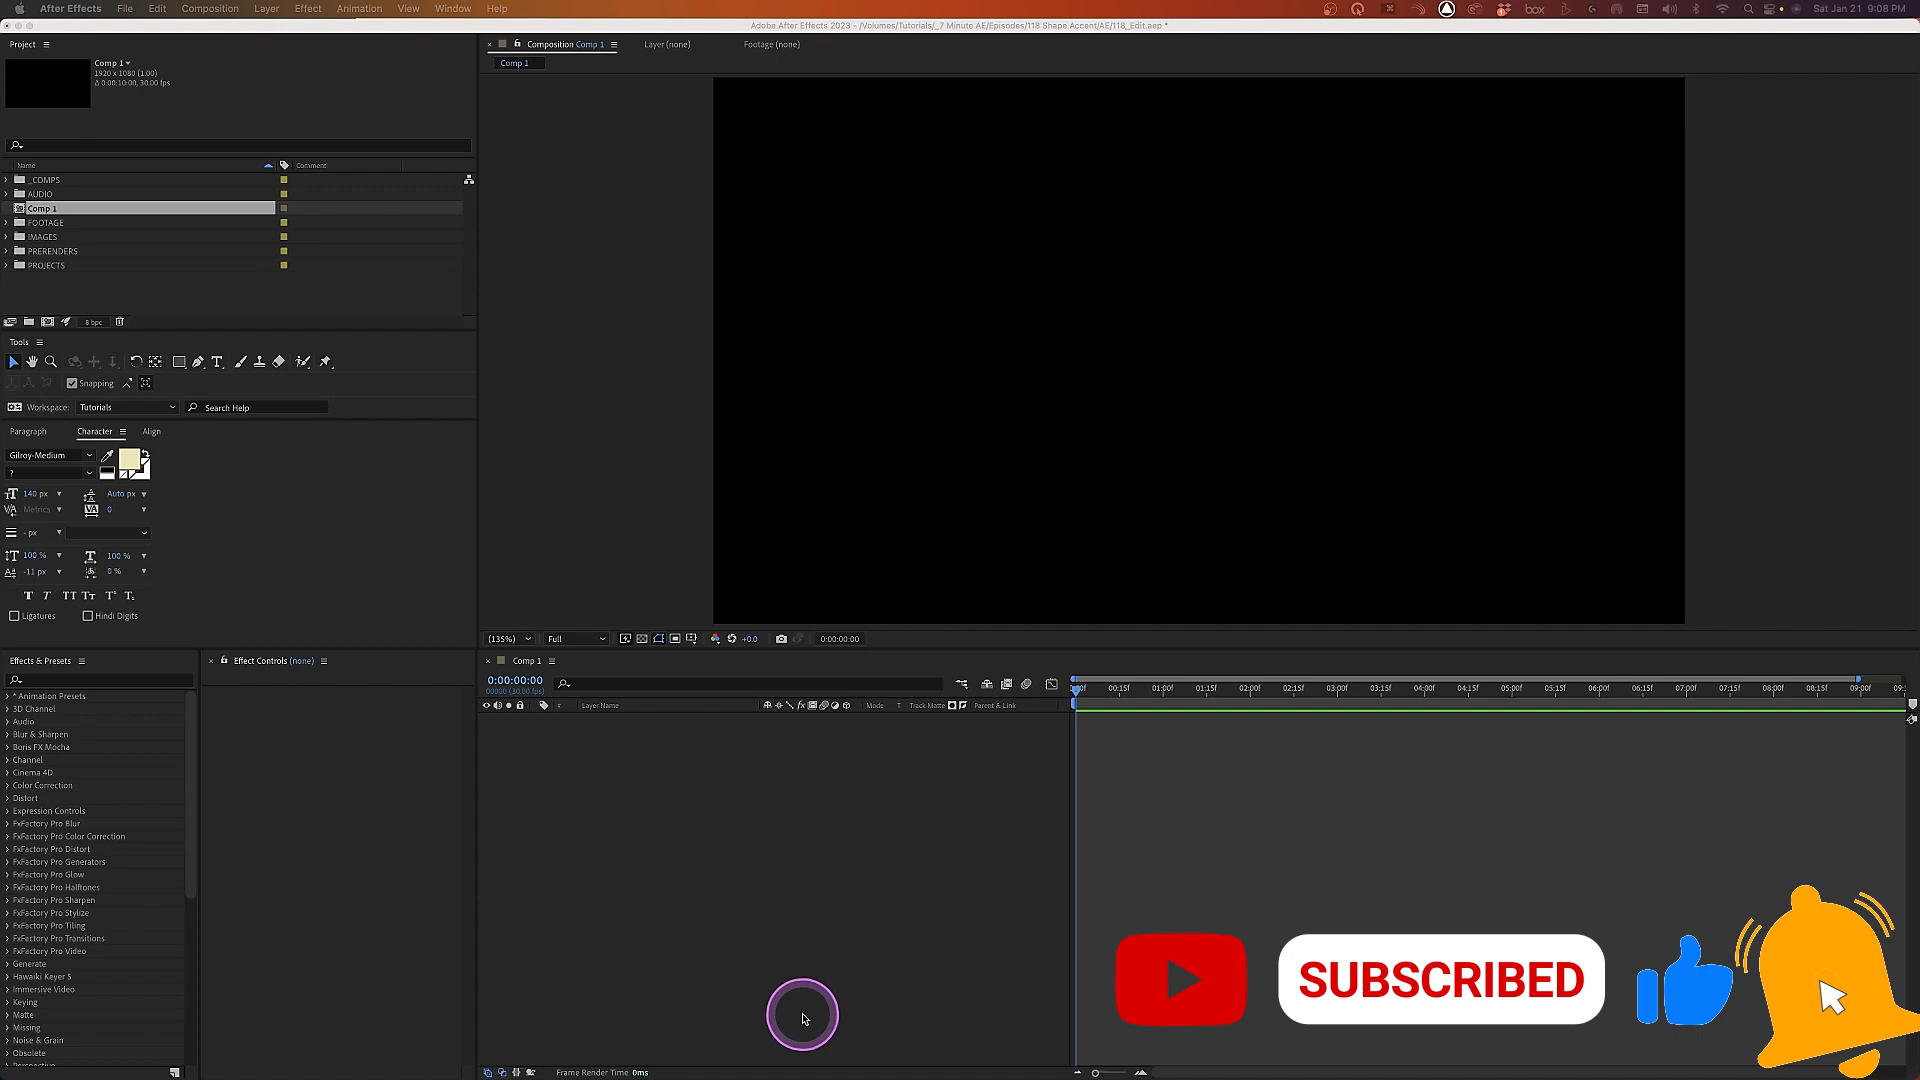 After Effects File Edit Composition Layer Effect Animation View Window Help
box Sat Jan 21 9:08 PM
Adobe After Effects 2023 - /Volumes/Tutorials/_7 Minute AE/Episodes/118 Shape Accent/AE/118_Edit.aep *
Project
Composition Comp 1
Layer (none)
Footage (none)
Comp 1
Comp 1
1920 x 1080 (1.00)
Δ 0:00:10:00, 30.00 fps
Name Comment
_COMPS
AUDIO
Comp 1
FOOTAGE
IMAGES
PRERENDERS
PROJECTS
8 bpc
Tools
Snapping
Workspace: Tutorials Search Help
Paragraph Character Align
Gilroy-Medium
?
140 px Auto px
Metrics 0
- px
100 % 100 %
-11 px 0 %
T T TT Tt T T
Ligatures Hindi Digits
(135%) Full +0.0 0:00:00:00
Effects & Presets
Effect Controls (none)
* Animation Presets
3D Channel
Audio
Blur & Sharpen
Boris FX Mocha
Channel
Cinema 4D
Color Correction
Distort
Expression Controls
FxFactory Pro Blur
FxFactory Pro Color Correction
FxFactory Pro Distort
FxFactory Pro Generators
FxFactory Pro Glow
FxFactory Pro Halftones
FxFactory Pro Sharpen
FxFactory Pro Stylize
FxFactory Pro Tiling
FxFactory Pro Transitions
FxFactory Pro Video
Generate
Hawaiki Keyer 5
Immersive Video
Keying
Matte
Missing
Noise & Grain
Obsolete
Comp 1
0:00:00:00
00000 (30.00 fps)
# Layer Name Mode T Track Matte Parent & Link
00:15f 01:00f 01:15f 02:00f 02:15f 03:00f 03:15f 04:00f 04:15f 05:00f 05:15f 06:00f 06:15f 07:00f 07:15f 08:00f 08:15f 09:00f
SUBSCRIBED
Frame Render Time 0ms